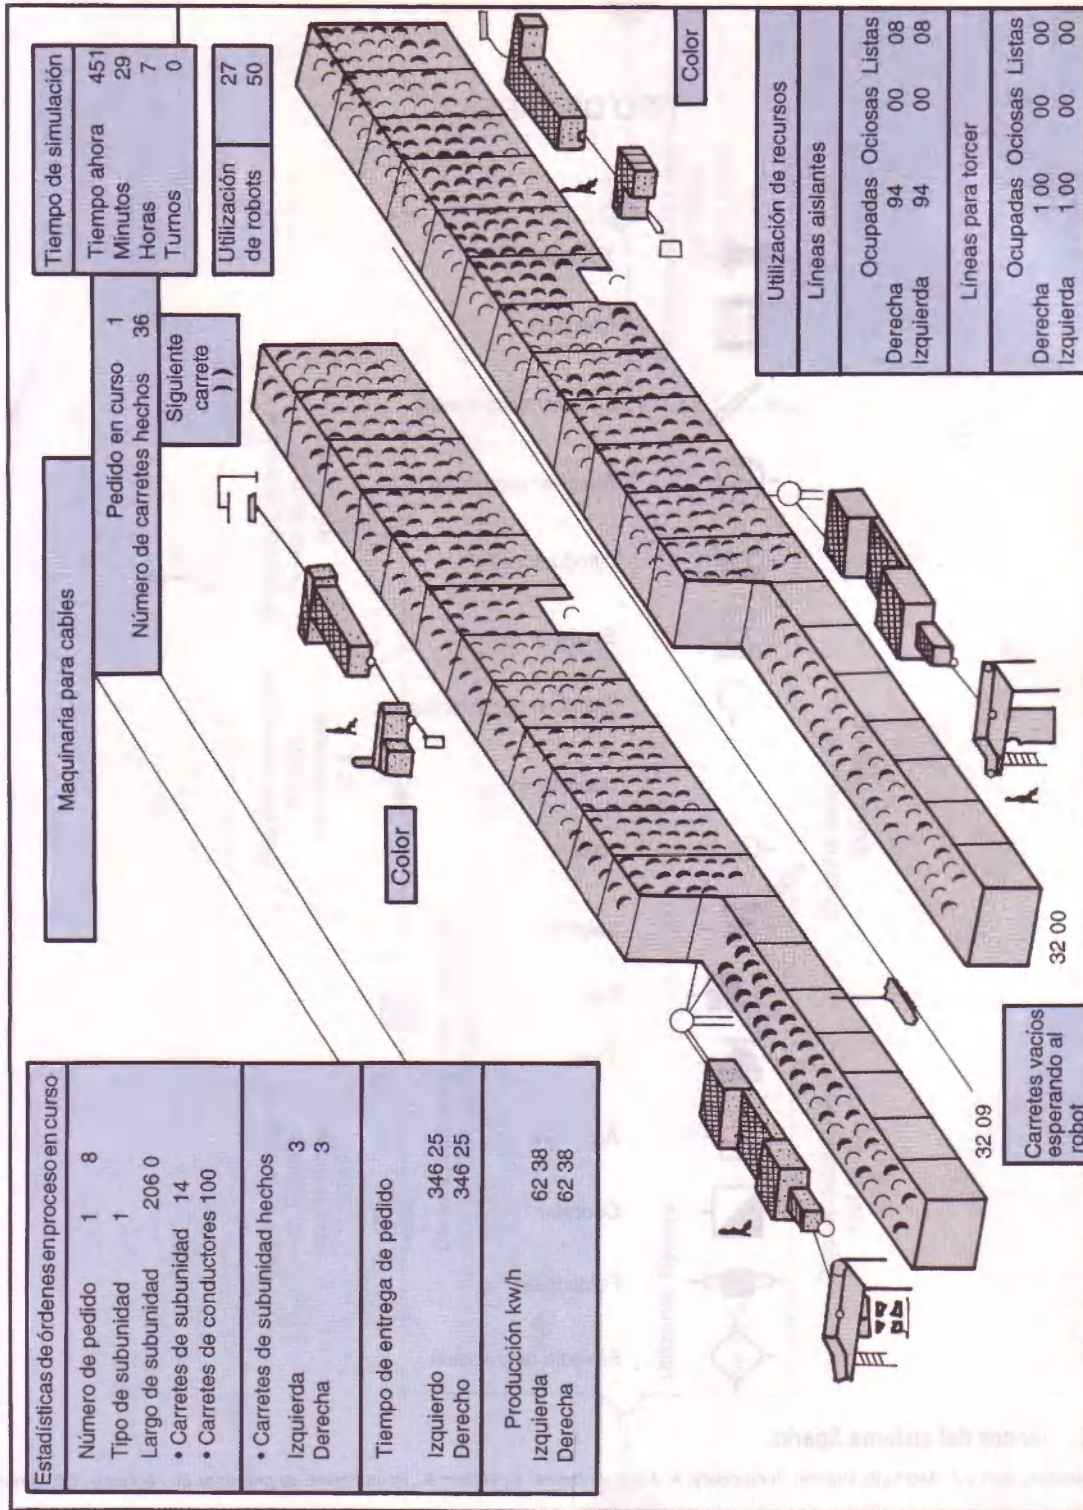 Maquinaria para cables
Pedido en curso 1
Número de carretes hechos 36
Siguiente
carrete
))
Tiempo de simulación
Tiempo ahora 451
Minutos 29
Horas 7
Turnos 0
Utilización 27
de robots 50
Estadísticas de órdenes en proceso en curso
Número de pedido 1 8
Tipo de subunidad 1
Largo de subunidad 206 0
• Carretes de subunidad 14
• Carretes de conductores 100
• Carretes de subunidad hechos
Izquierda 3
Derecha 3
Tiempo de entrega de pedido
Izquierdo 346 25
Derecho 346 25
Producción kw/h
Izquierda 62 38
Derecha 62 38
Color
Color
32 09
32 00
Carretes vacíos
esperando al
robot
Utilización de recursos
Líneas aislantes
Ocupadas Ociosas Listas
Derecha 94 00 08
Izquierda 94 00 08
Líneas para torcer
Ocupadas Ociosas Listas
Derecha 1 00 00 00
Izquierda 1 00 00 00